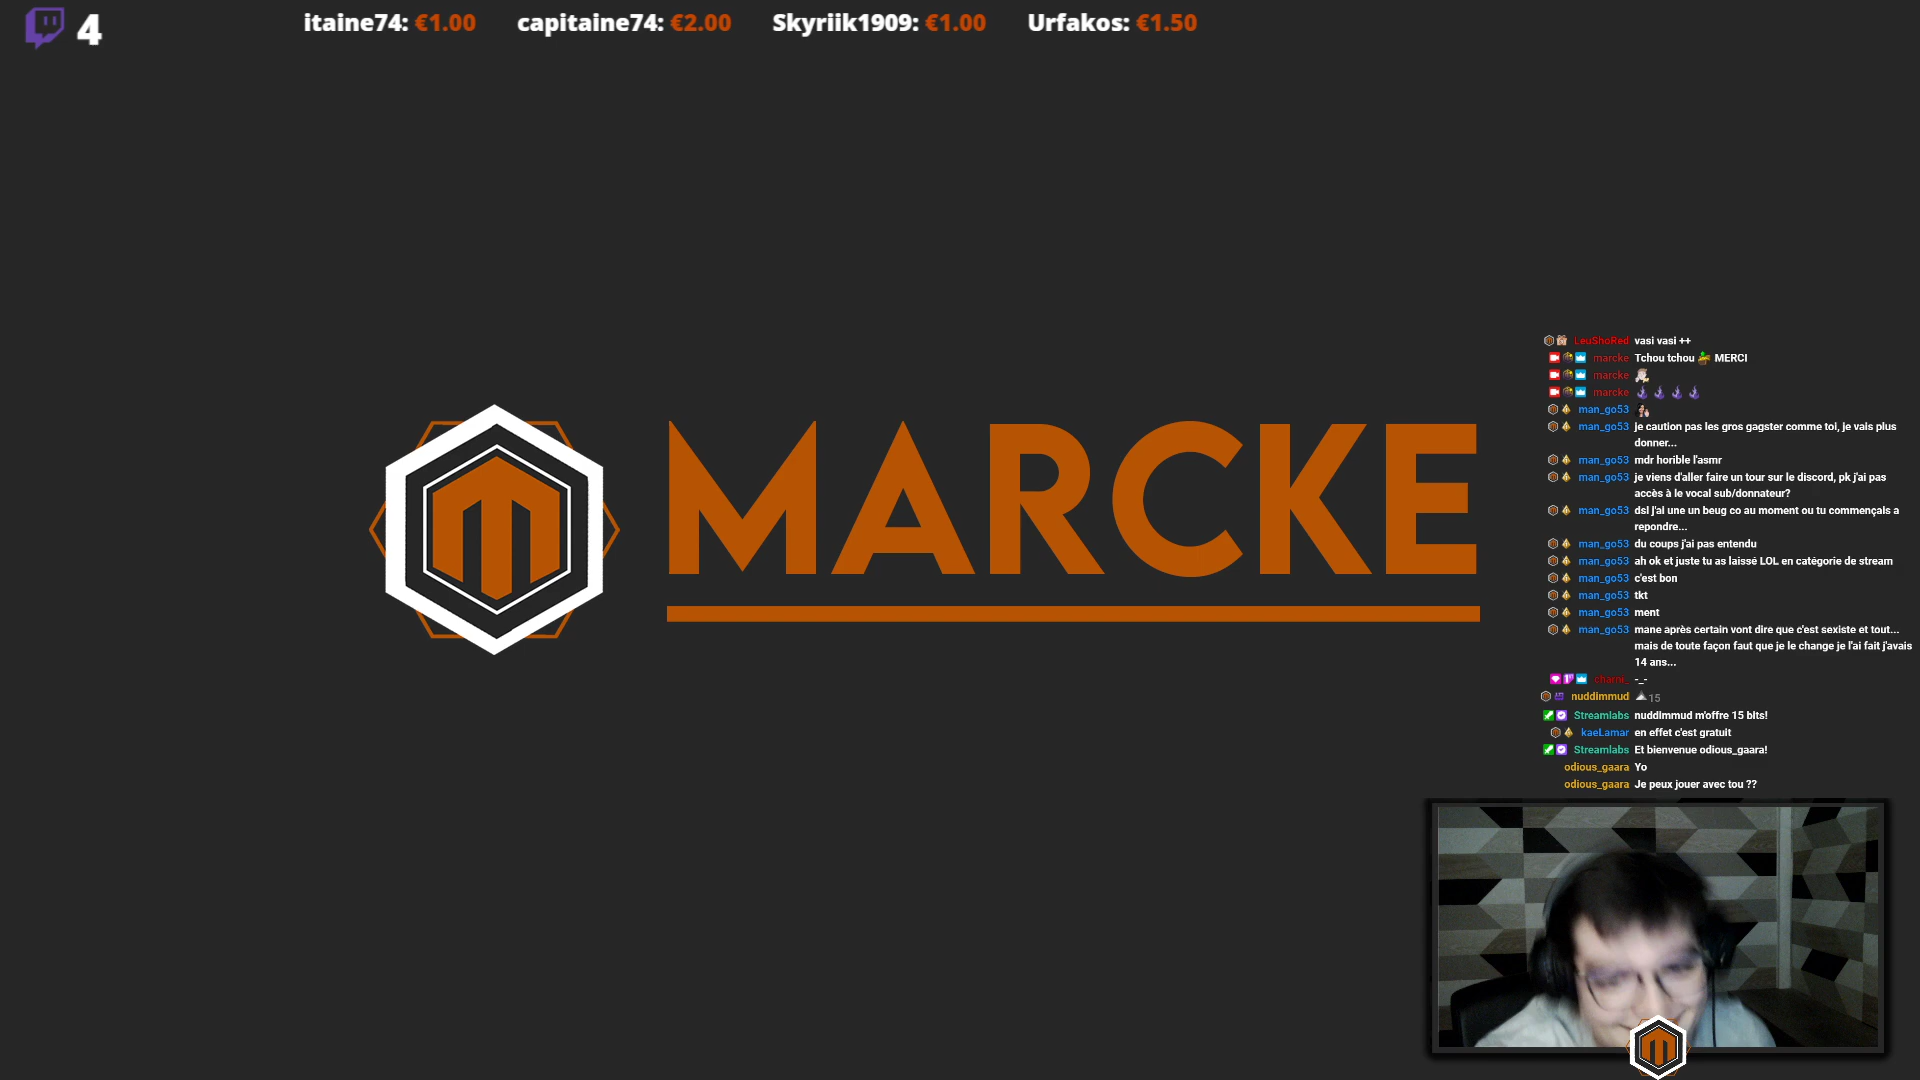 4
itaine74: €1.00 capitaine74: €2.00 Skyriik1909: €1.00 Urfakos: €1.50
MARCKE
LeuShoRed vasi vasi ++
marcke Tchou tchou MERCI
marcke
marcke
man_go53
man_go53 je caution pas les gros gagster comme toi, je vais plus
donner...
man_go53 mdr horible l'asmr
man_go53 je viens d'aller faire un tour sur le discord, pk j'ai pas
accès à le vocal sub/donnateur?
man_go53 dsl j'ai une un beug co au moment ou tu commençais a
repondre...
man_go53 du coups j'ai pas entendu
man_go53 ah ok et juste tu as laissé LOL en catégorie de stream
man_go53 c'est bon
man_go53 tkt
man_go53 ment
man_go53 mane après certain vont dire que c'est sexiste et tout...
mais de toute façon faut que je le change je l'ai fait j'avais
14 ans...
-_-
nuddimmud 15
Streamlabs nuddimmud m'offre 15 bits!
kaeLamar en effet c'est gratuit
Streamlabs Et bienvenue odious_gaara!
odious_gaara Yo
odious_gaara Je peux jouer avec tou ??